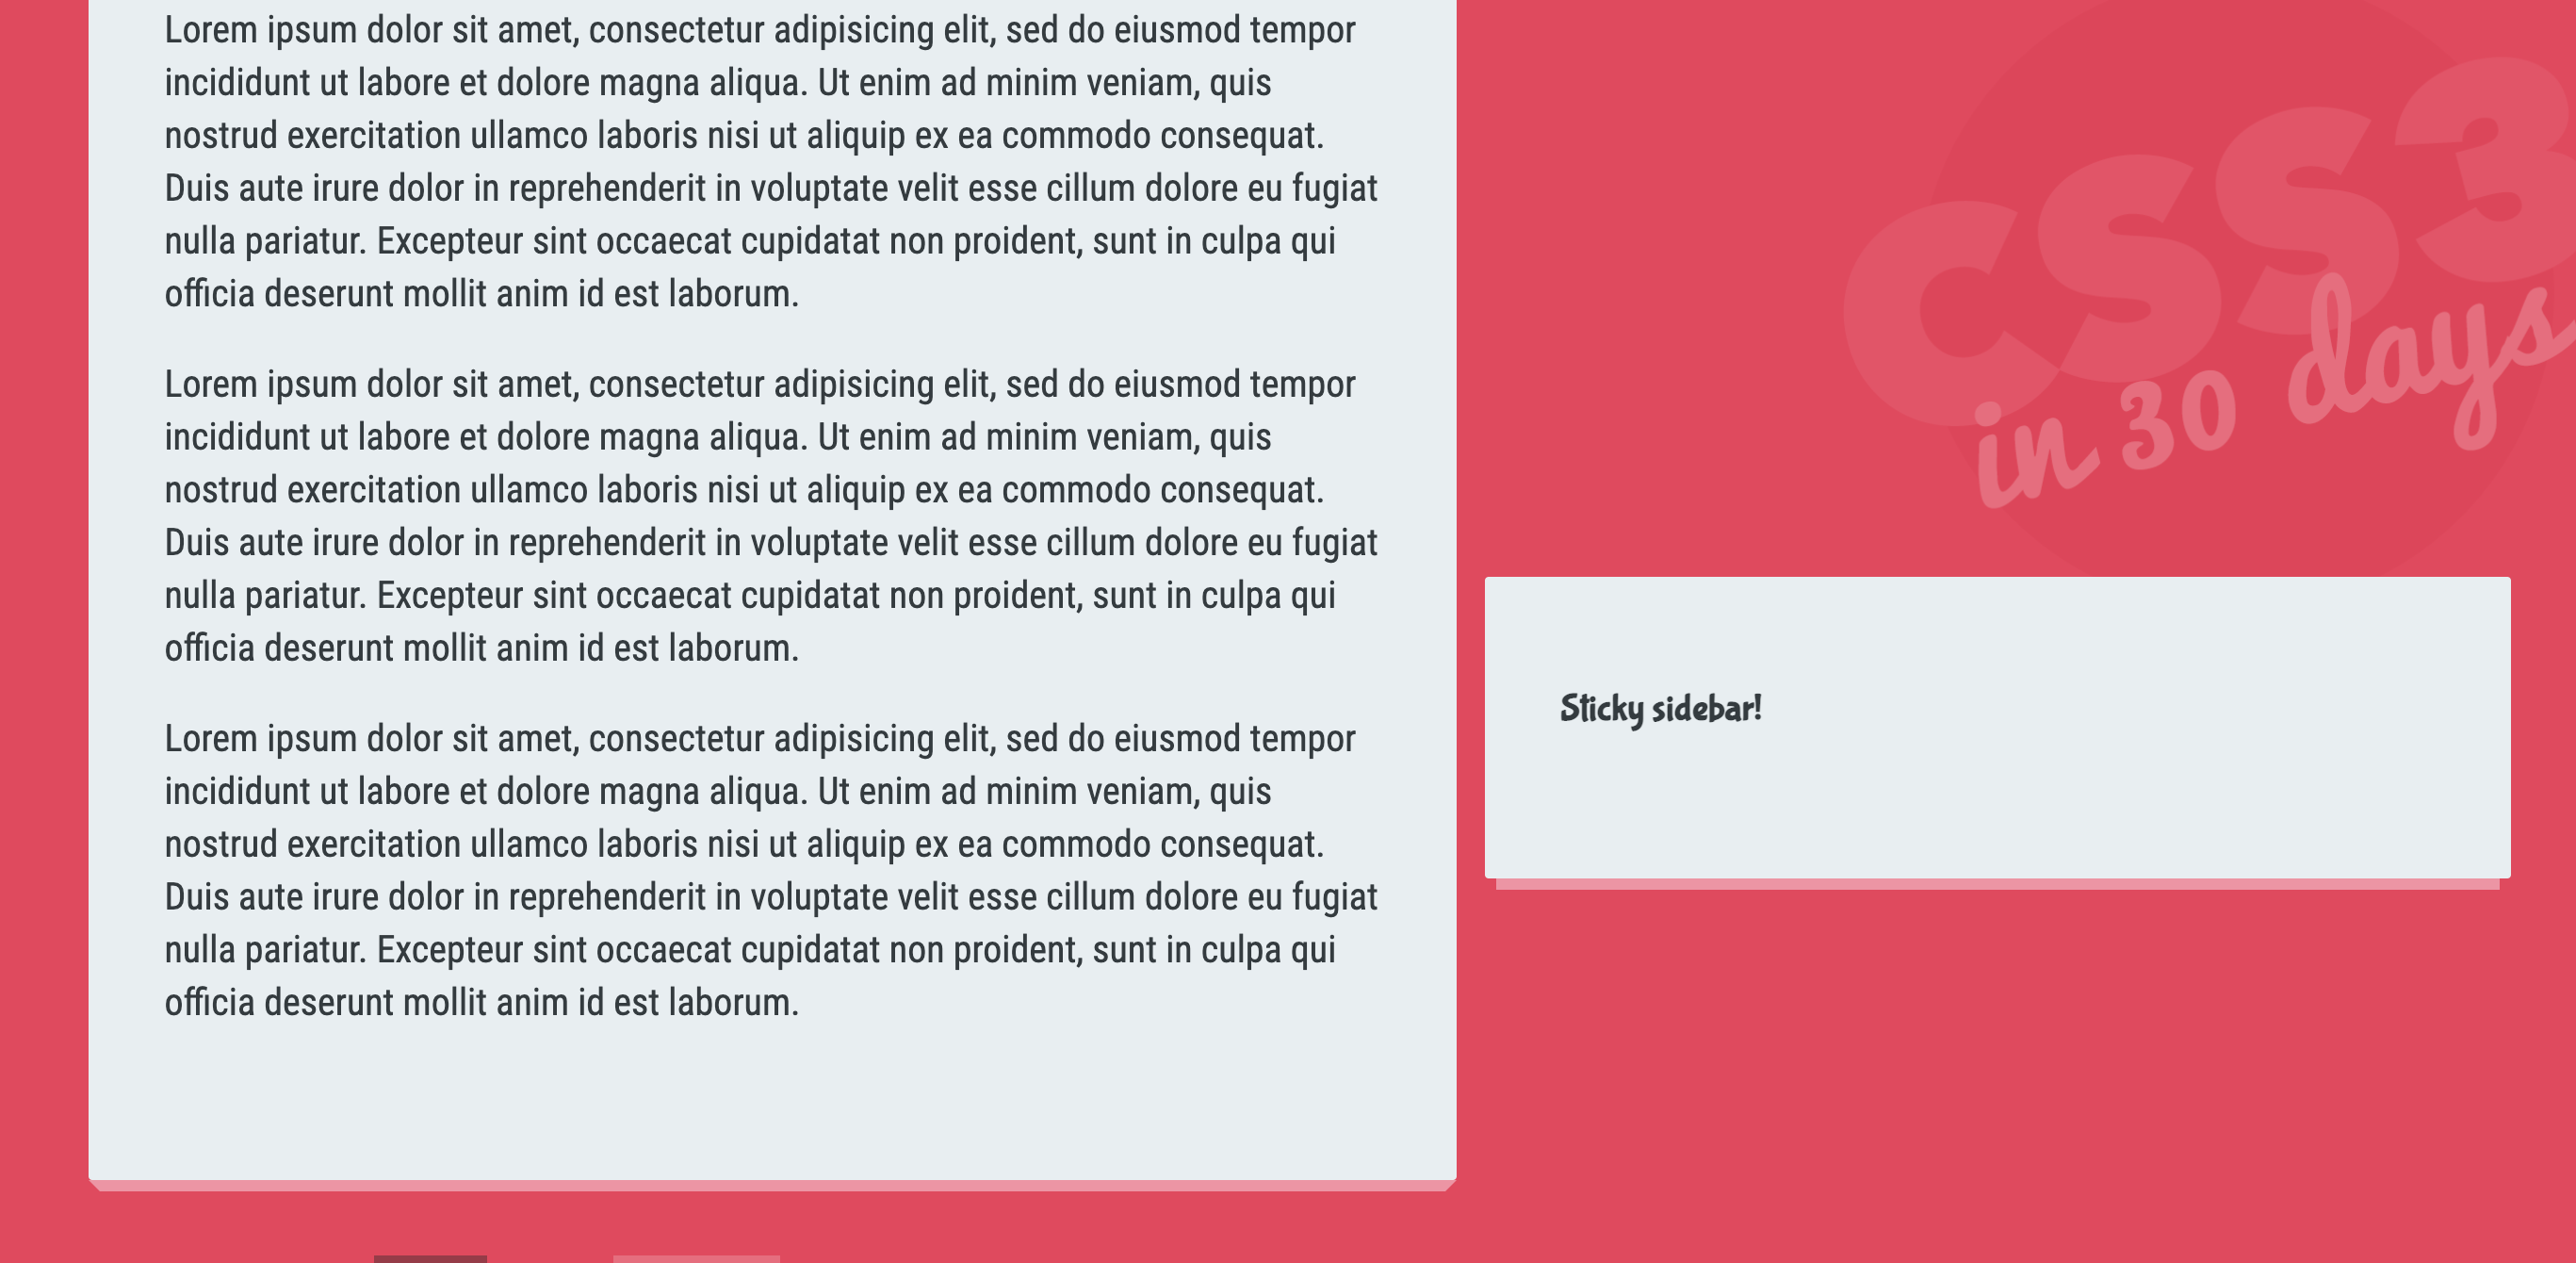 Lorem ipsum dolor sit amet, consectetur adipisicing elit, sed do eiusmod tempor
incididunt ut labore et dolore magna aliqua. Ut enim ad minim veniam, quis
nostrud exercitation ullamco laboris nisi ut aliquip ex ea commodo consequat.
Duis aute irure dolor in reprehenderit in voluptate velit esse cillum dolore eu fugiat
nulla pariatur. Excepteur sint occaecat cupidatat non proident, sunt in culpa qui
officia deserunt mollit anim id est laborum.
Lorem ipsum dolor sit amet, consectetur adipisicing elit, sed do eiusmod tempor
incididunt ut labore et dolore magna aliqua. Ut enim ad minim veniam, quis
nostrud exercitation ullamco laboris nisi ut aliquip ex ea commodo consequat.
Duis aute irure dolor in reprehenderit in voluptate velit esse cillum dolore eu fugiat
nulla pariatur. Excepteur sint occaecat cupidatat non proident, sunt in culpa qui
officia deserunt mollit anim id est laborum.
Lorem ipsum dolor sit amet, consectetur adipisicing elit, sed do eiusmod tempor
incididunt ut labore et dolore magna aliqua. Ut enim ad minim veniam, quis
nostrud exercitation ullamco laboris nisi ut aliquip ex ea commodo consequat.
Duis aute irure dolor in reprehenderit in voluptate velit esse cillum dolore eu fugiat
nulla pariatur. Excepteur sint occaecat cupidatat non proident, sunt in culpa qui
officia deserunt mollit anim id est laborum.
CSS3
in 30 days
Sticky sidebar!